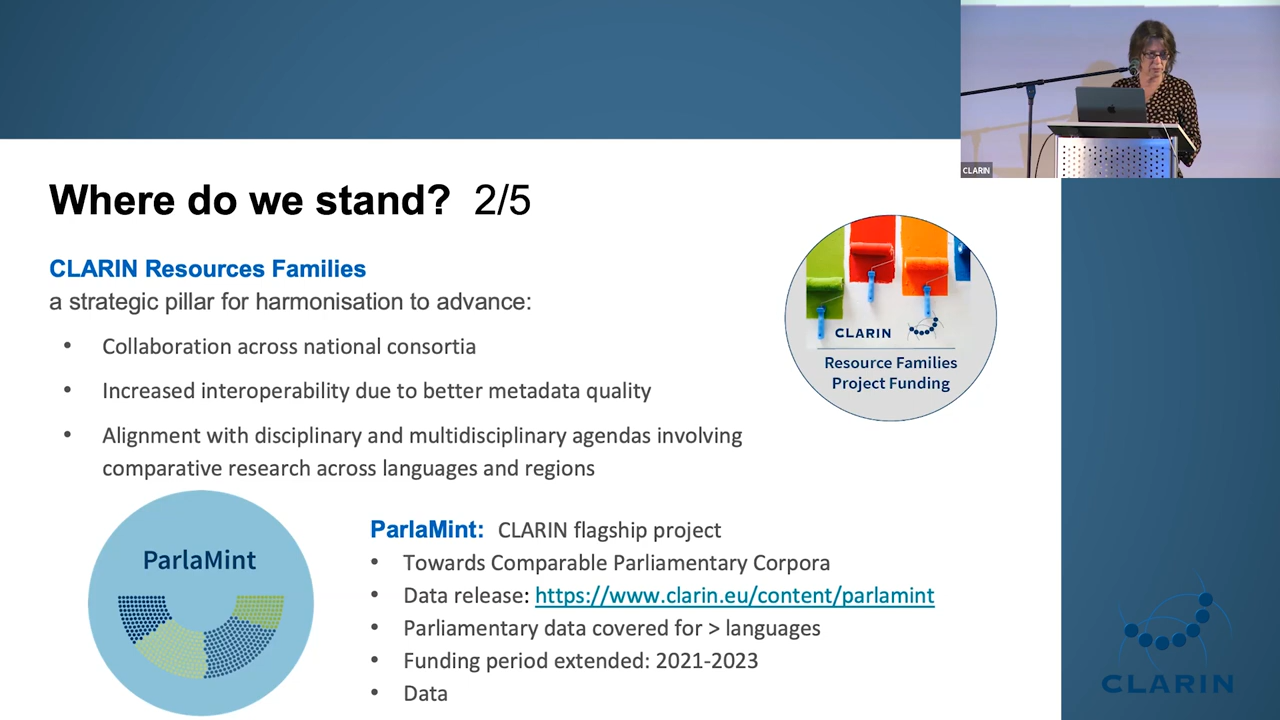 CLARIN
Where do we stand? 2/5
CLARIN Resources Families
a strategic pillar for harmonisation to advance:
• Collaboration across national consortia
• Increased interoperability due to better metadata quality
• Alignment with disciplinary and multidisciplinary agendas involving
comparative research across languages and regions
CLARIN
Resource Families
Project Funding
ParlaMint
ParlaMint: CLARIN flagship project
• Towards Comparable Parliamentary Corpora
• Data release: https://www.clarin.eu/content/parlamint
• Parliamentary data covered for > languages
• Funding period extended: 2021-2023
• Data
CLARIN